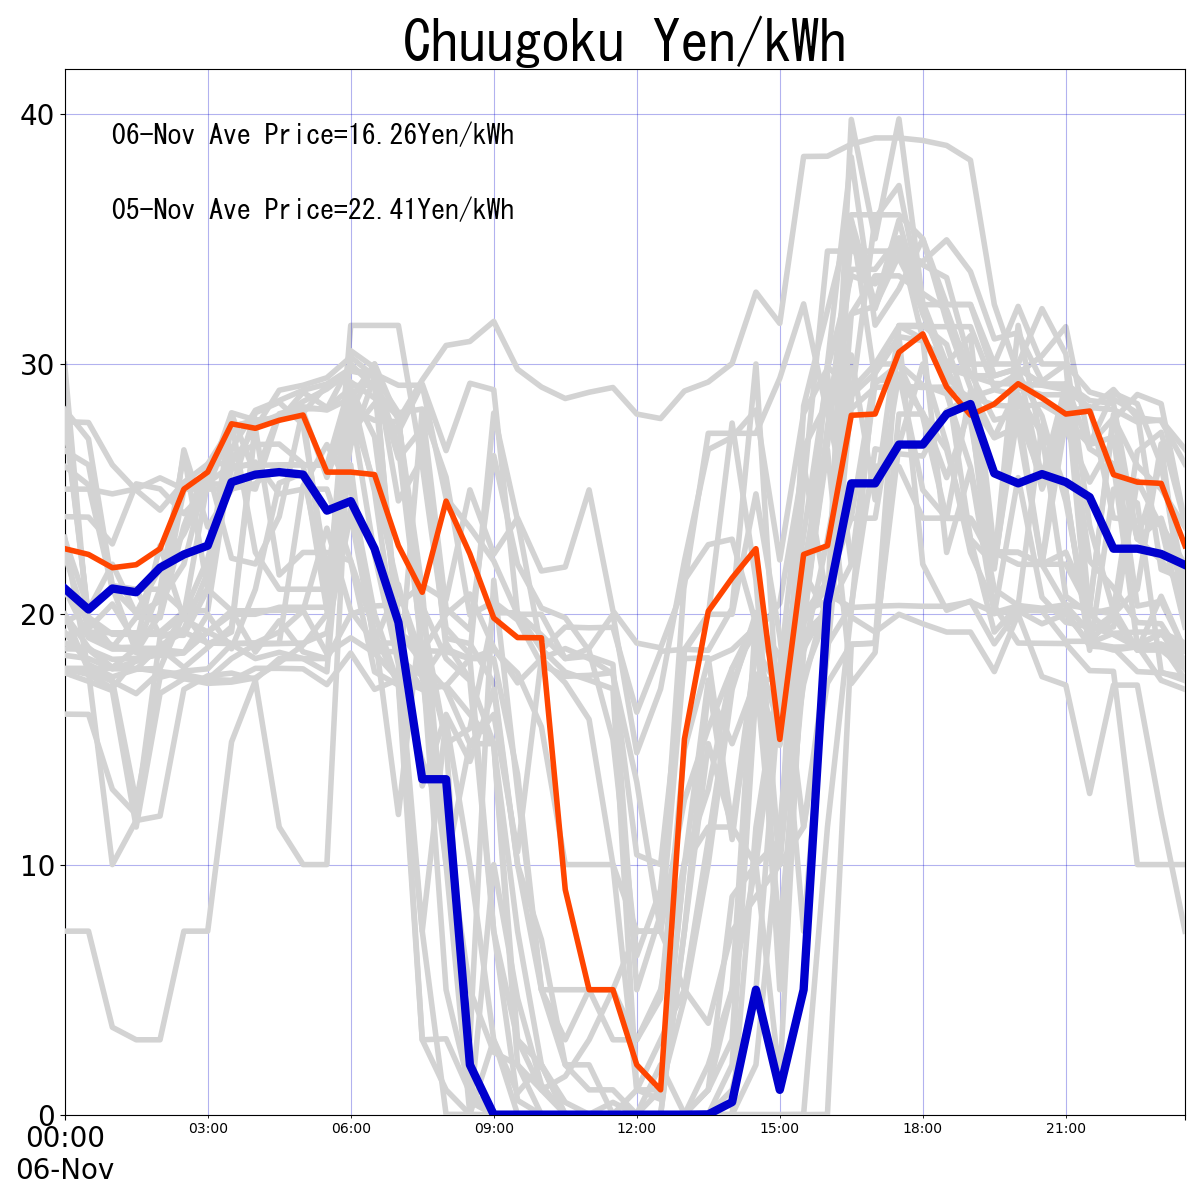 Chuugoku Yen/kWh
40
06-Nov Ave Price=16.26Yen/kWh
05-Nov Ave Price=22.41Yen/kWh
30
20
10
0
00:00 03:00 06:00 09:00 12:00 15:00 18:00 21:00
06-Nov